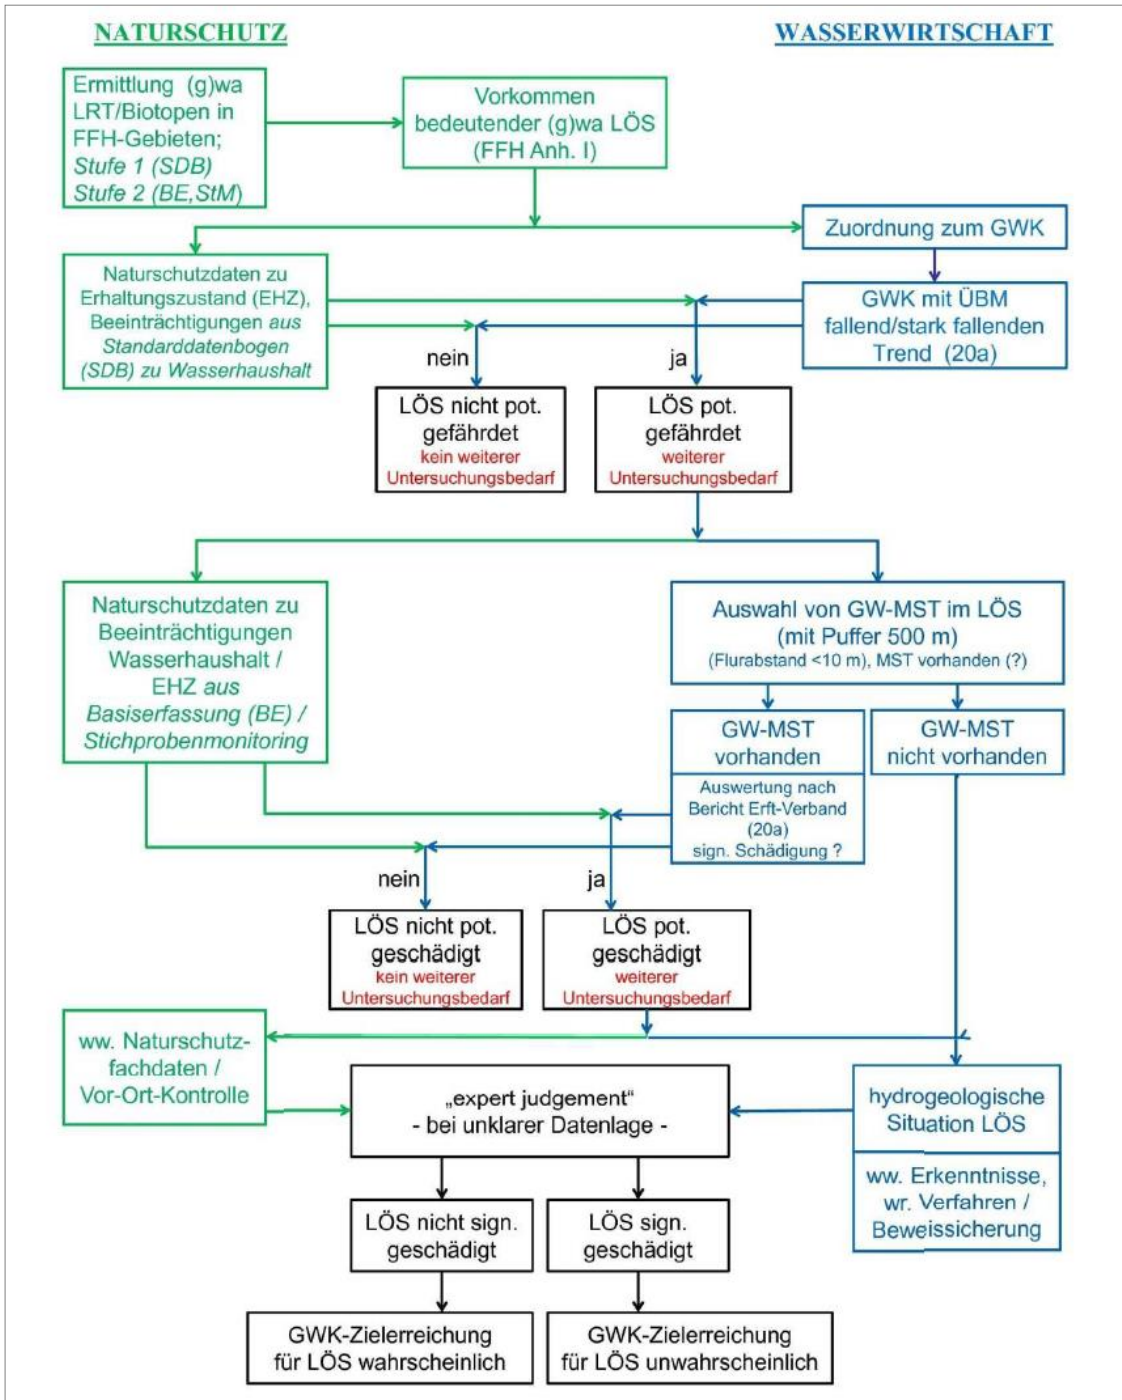 NATURSCHUTZ
WASSERWIRTSCHAFT
Ermittlung (g)wa
LRT/Biotopen in
FFH-Gebieten;
Stufe 1 (SDB)
Stufe 2 (BE,StM)
Vorkommen
bedeutender (g)wa LÖS
(FFH Anh. I)
Zuordnung zum GWK
Naturschutzdaten zu
Erhaltungszustand (EHZ),
Beeinträchtigungen aus
Standarddatenbogen
(SDB) zu Wasserhaushalt
GWK mit ÜBM
fallend/stark fallenden
Trend (20a)
nein
ja
LÖS nicht pot.
gefährdet
kein weiterer
Untersuchungsbedarf
LÖS pot.
gefährdet
weiterer
Untersuchungsbedarf
Naturschutzdaten zu
Beeinträchtigungen
Wasserhaushalt /
EHZ aus
Basiserfassung (BE) /
Stichprobenmonitoring
Auswahl von GW-MST im LÖS
(mit Puffer 500 m)
(Flurabstand <10 m), MST vorhanden (?)
GW-MST
vorhanden
GW-MST
nicht vorhanden
Auswertung nach
Bericht Erft-Verband
(20a)
sign. Schädigung ?
nein
ja
LÖS nicht pot.
geschädigt
kein weiterer
Untersuchungsbedarf
LÖS pot.
geschädigt
weiterer
Untersuchungsbedarf
ww. Naturschutz-
fachdaten /
Vor-Ort-Kontrolle
„expert judgement“
- bei unklarer Datenlage -
hydrogeologische
Situation LÖS
ww. Erkenntnisse,
wr. Verfahren /
Beweissicherung
LÖS nicht sign.
geschädigt
LÖS sign.
geschädigt
GWK-Zielerreichung
für LÖS wahrscheinlich
GWK-Zielerreichung
für LÖS unwahrscheinlich